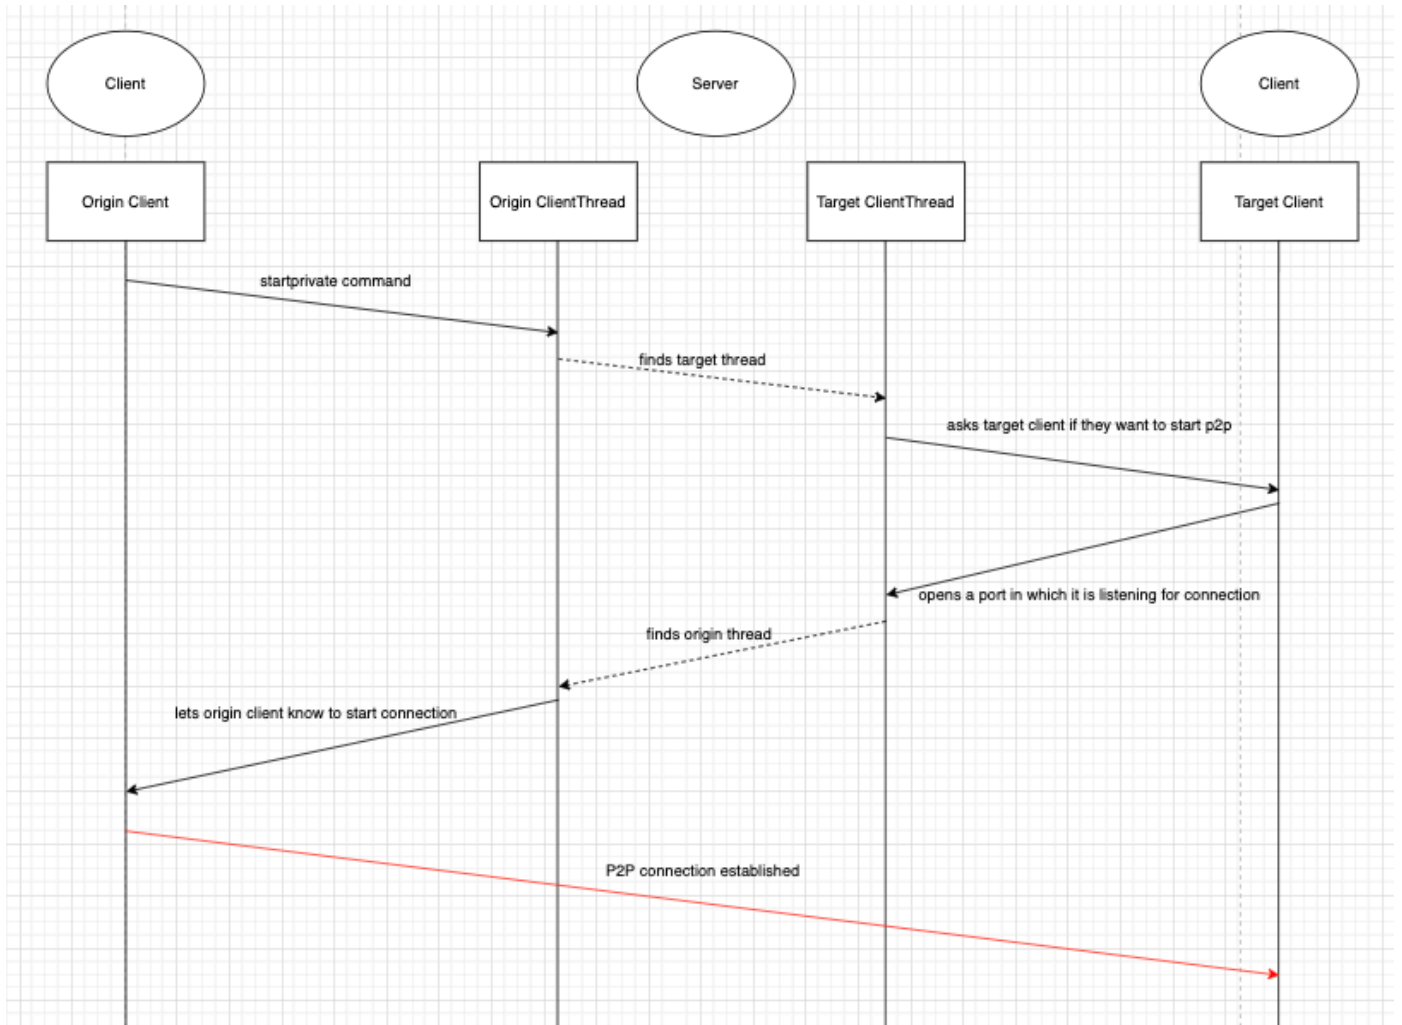 Client
Server
Client
Origin Client
Origin ClientThread
Target ClientThread
Target Client
startprivate command
finds target thread
asks target client if they want to start p2p
opens a port in which it is listening for connection
finds origin thread
lets origin client know to start connection
P2P connection established